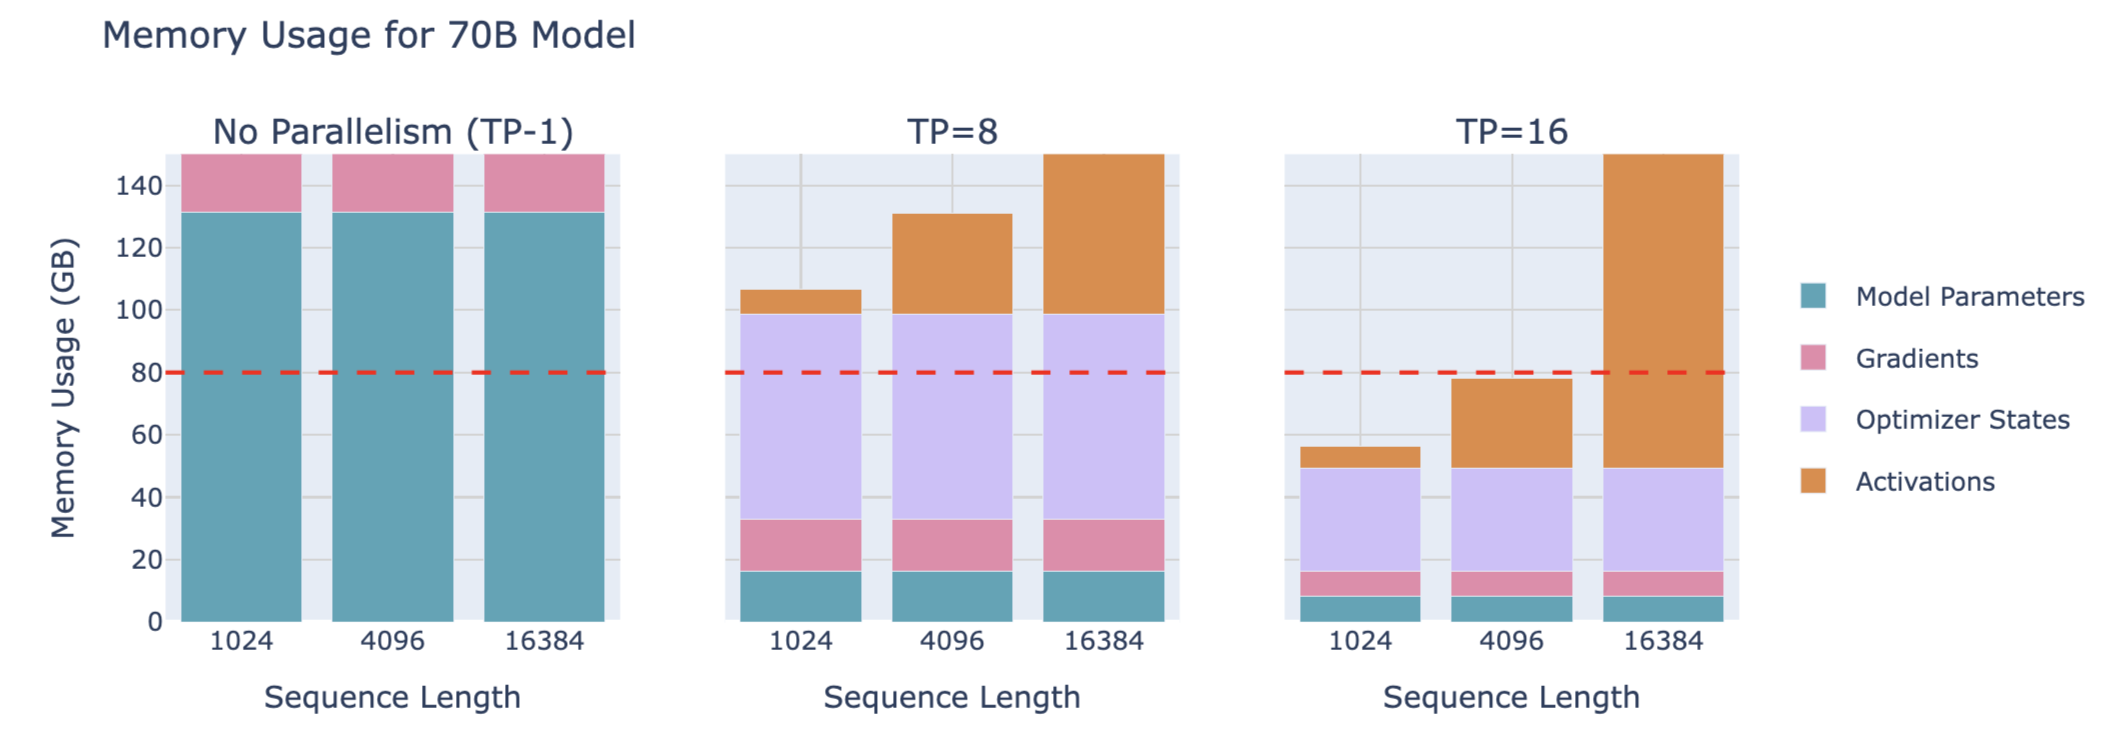 Memory Usage for 70B Model
No Parallelism (TP-1)
TP=8
TP=16
Memory Usage (GB)
140
120
100
80
60
40
20
0
1024 4096 16384
1024 4096 16384
1024 4096 16384
Sequence Length
Sequence Length
Sequence Length
Model Parameters
Gradients
Optimizer States
Activations